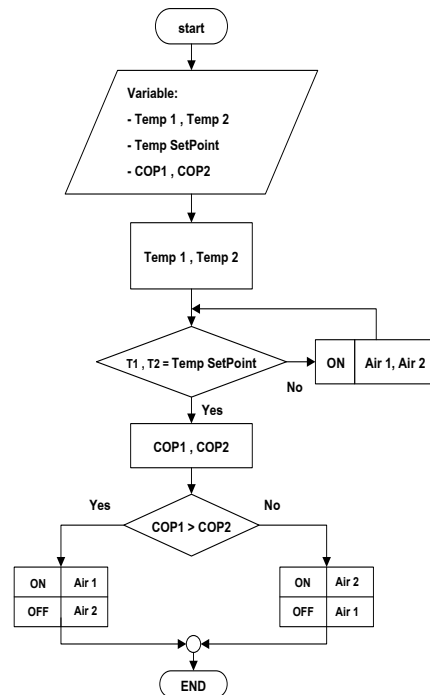 start
Variable:
- Temp 1 , Temp 2
- Temp SetPoint
- COP1 , COP2
Temp 1 , Temp 2
T1 , T2 = Temp SetPoint
No
ON Air 1, Air 2
Yes
COP1 , COP2
Yes
No
COP1 > COP2
ON Air 1
OFF Air 2
ON Air 2
OFF Air 1
END